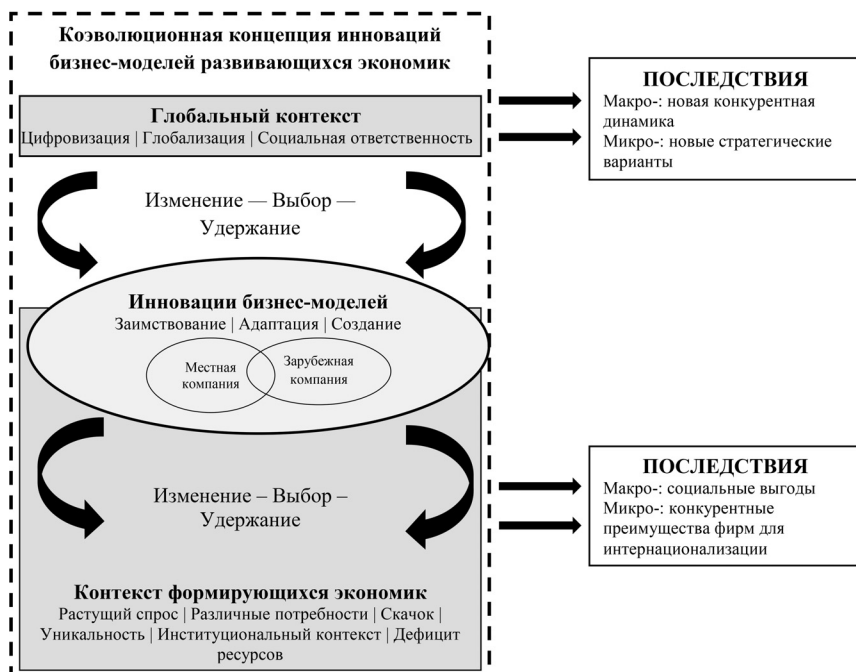 Коэволюционная концепция инноваций
бизнес-моделей развивающихся экономик
Глобальный контекст
Цифровизация | Глобализация | Социальная ответственность
ПОСЛЕДСТВИЯ
Макро-: новая конкурентная
динамика
Микро-: новые стратегические
варианты
Изменение — Выбор —
Удержание
Инновации бизнес-моделей
Заимствование | Адаптация | Создание
Местная
компания
Зарубежная
компания
Изменение – Выбор –
Удержание
ПОСЛЕДСТВИЯ
Макро-: социальные выгоды
Микро-: конкурентные
преимущества фирм для
интернационализации
Контекст формирующихся экономик
Растущий спрос | Различные потребности | Скачок |
Уникальность | Институциональный контекст | Дефицит
ресурсов